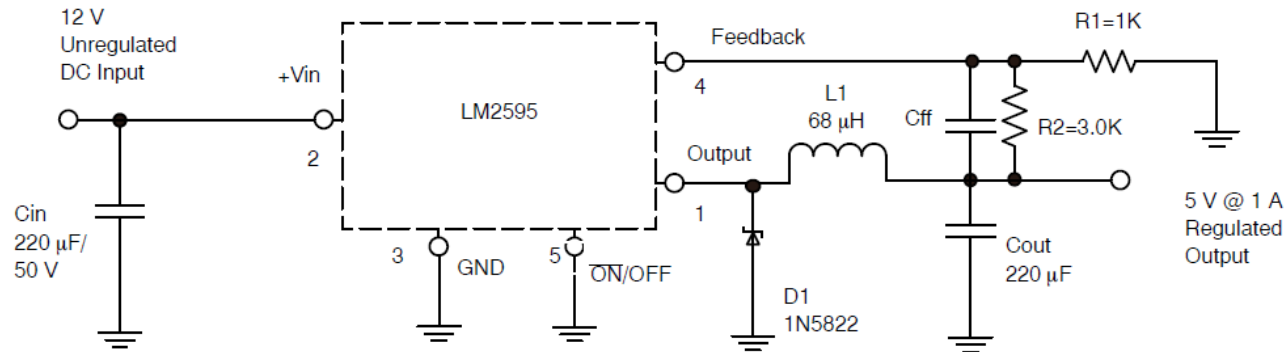 12 V
Unregulated
DC Input
+Vin
2
Cin
220 µF/
50 V
LM2595
3
GND
5
ON/OFF
Feedback
4
Output
1
L1
68 µH
D1
1N5822
Cff
R1=1K
R2=3.0K
Cout
220 µF
5 V @ 1 A
Regulated
Output